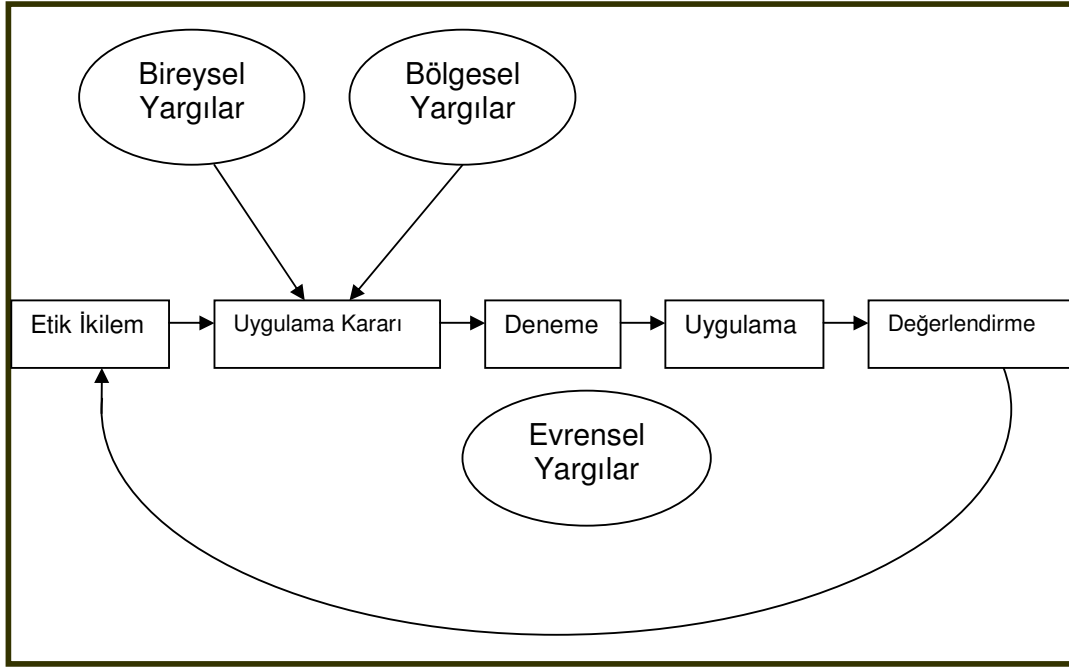 Bireysel
Yargılar
Bölgesel
Yargılar
Etik İkilem
Uygulama Kararı
Deneme
Uygulama
Değerlendirme
Evrensel
Yargılar